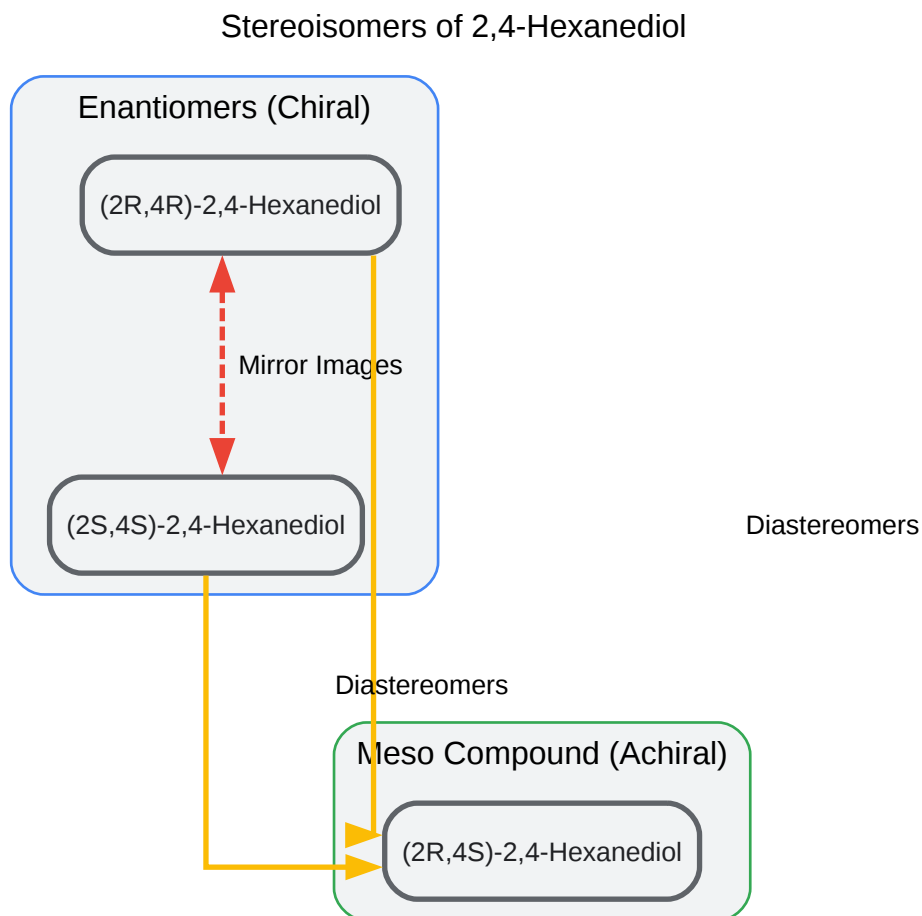 Stereoisomers of 2,4-Hexanediol
Enantiomers (Chiral)
(2R,4R)-2,4-Hexanediol
Mirror Images
(2S,4S)-2,4-Hexanediol
Diastereomers
Diastereomers
Meso Compound (Achiral)
(2R,4S)-2,4-Hexanediol